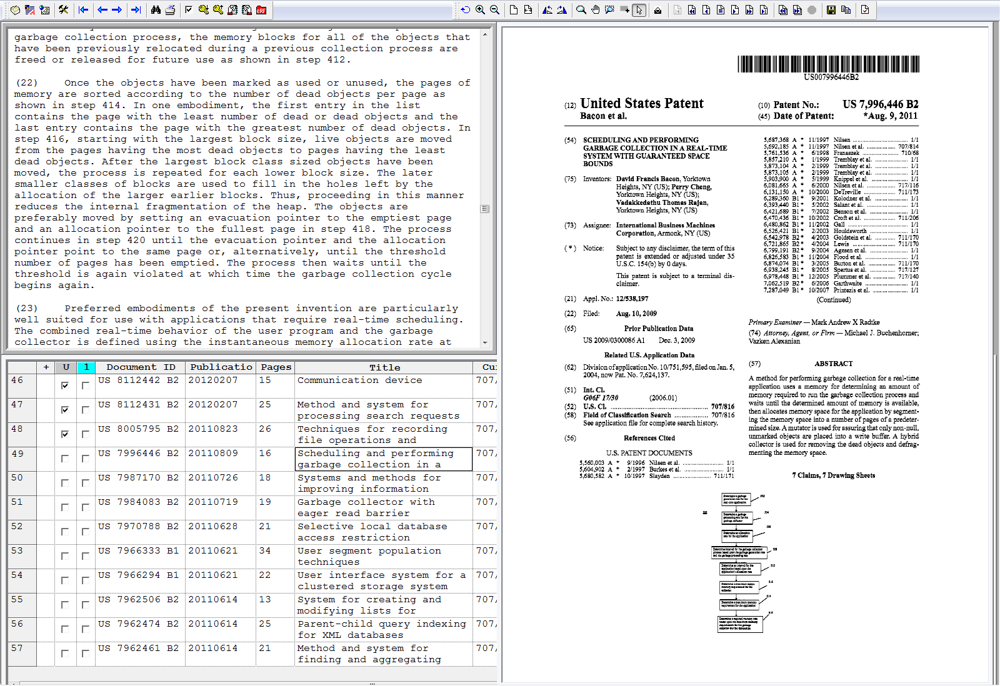 garbage collection process, the memory blocks for all of the objects that
have been previously relocated during a previous collection process are
freed or released for future use as shown in step 412.
(22) Once the objects have been marked as used or unused, the pages of
memory are sorted according to the number of dead objects per page as
shown in step 414. In one embodiment, the first entry in the list
contains the page with the least number of dead or dead objects and the
last entry contains the page with the greatest number of dead objects. In
step 416, starting with the largest block size, live objects are moved
from the pages having the most dead objects to pages having the least
dead objects. After the largest block class sized objects have been
moved, the process is repeated for each lower block size. The later
smaller classes of blocks are used to fill in the holes left by the
allocation of the larger earlier blocks. Thus, proceeding in this manner
reduces the internal fragmentation of the heap. The objects are
preferably moved by setting an evacuation pointer to the emptiest page
and an allocation pointer to the fullest page in step 418. The process
continues in step 420 until the evacuation pointer and the allocation
pointer point to the same page or, alternatively, until the threshold
number of pages has been emptied. The process then waits until the
threshold is again violated at which time the garbage collection cycle
begins again.
(23) Preferred embodiments of the present invention are particularly
well suited for use with applications that require real-time scheduling.
The combined real-time behavior of the user program and the garbage
collector is defined using the instantaneous memory allocation rate at
+ U 1 Document ID Publicatio Pages Title Cu
46 US 8112442 B2 20120207 15 Communication device 707/
47 US 8112431 B2 20120207 25 Method and system for 707/
processing search requests
48 US 8005795 B2 20110823 26 Techniques for recording 707/
file operations and
49 US 7996446 B2 20110809 16 Scheduling and performing 707/
garbage collection in a
50 US 7987170 B2 20110726 18 Systems and methods for 707/
improving information
51 US 7984083 B2 20110719 19 Garbage collector with 707/
eager read barrier
52 US 7970788 B2 20110628 21 Selective local database 707/
access restriction
53 US 7966333 B1 20110621 34 User segment population 707/
techniques
54 US 7966294 B1 20110621 22 User interface system for a 707/
clustered storage system
55 US 7962506 B2 20110614 13 System for creating and 707/
modifying lists for
56 US 7962474 B2 20110614 25 Parent-child query indexing 707/
for XML databases
57 US 7962461 B2 20110614 21 Method and system for 707/
finding and aggregating
US007996446B2
(12) United States Patent
Bacon et al.
(10) Patent No.: US 7,996,446 B2
(45) Date of Patent: *Aug. 9, 2011
(54) SCHEDULING AND PERFORMING
GARBAGE COLLECTION IN A REAL-TIME
SYSTEM WITH GUARANTEED SPACE
BOUNDS
(75) Inventors: David Francis Bacon, Yorktown
Heights, NY (US); Perry Cheng,
Yorktown Heights, NY (US);
Vadakkedathu Thomas Rajan,
Yorktown Heights, NY (US)
(73) Assignee: International Business Machines
Corporation, Armonk, NY (US)
( * ) Notice: Subject to any disclaimer, the term of this
patent is extended or adjusted under 35
U.S.C. 154(b) by 0 days.
This patent is subject to a terminal dis-
claimer.
(21) Appl. No.: 12/538,197
(22) Filed: Aug. 10, 2009
(65) Prior Publication Data
US 2009/0300086 A1 Dec. 3, 2009
Related U.S. Application Data
(62) Division of application No. 10/751,595, filed on Jan. 5,
2004, now Pat. No. 7,624,137.
(51) Int. Cl.
G06F 17/30 (2006.01)
(52) U.S. Cl. 707/816
(58) Field of Classification Search 707/816
See application file for complete search history.
(56) References Cited
U.S. PATENT DOCUMENTS
5,560,003 A * 9/1996 Nilsen et al. 1/1
5,604,902 A * 2/1997 Burkes et al. 1/1
5,680,582 A * 10/1997 Slayden 711/171
5,687,368 A * 11/1997 Nilsen 1/1
5,692,185 A * 11/1997 Nilsen et al. 707/814
5,761,536 A * 6/1998 Franaszek 710/68
5,857,210 A * 1/1999 Tremblay et al. 1/1
5,873,104 A * 2/1999 Tremblay et al. 1/1
5,873,105 A * 2/1999 Tremblay et al. 1/1
5,903,900 A * 5/1999 Knippel et al. 1/1
6,081,665 A * 6/2000 Nilsen et al. 717/116
6,131,150 A * 10/2000 DeTreville 711/173
6,289,360 B1 * 9/2001 Kolodner et al. 1/1
6,393,440 B1 * 5/2002 Salant et al. 1/1
6,421,689 B1 * 7/2002 Benson et al. 1/1
6,470,436 B1 * 10/2002 Croft et al. 711/206
6,480,862 B1 * 11/2002 Gall 1/1
6,526,421 B1 * 2/2003 Houldsworth 1/1
6,542,978 B2 * 4/2003 Goldstein et al. 711/170
6,721,865 B2 * 4/2004 Lewis 711/170
6,799,191 B2 * 9/2004 Agesen et al. 1/1
6,826,583 B1 * 11/2004 Flood et al. 1/1
6,874,074 B1 * 3/2005 Burton et al. 711/170
6,938,245 B1 * 8/2005 Spertus et al. 717/127
6,978,448 B1 * 12/2005 Plummer et al. 717/140
7,062,519 B2 * 6/2006 Garthwaite 1/1
7,287,049 B1 * 10/2007 Printezis et al. 1/1
(Continued)
Primary Examiner — Mark Andrew X Radtke
(74) Attorney, Agent, or Firm — Michael J. Buchenhorner;
Vazken Alexanian
(57) ABSTRACT
A method for performing garbage collection for a real-time
application uses a memory for determining an amount of
memory required to run the garbage collection process and
waits until the determined amount of memory is available,
then allocates memory space for the application by segment-
ing the memory space into a number of pages of a predeter-
mined size. A mutator is used for assuring that only non-null,
unmarked objects are placed into a write buffer. A hybrid
collector is used for removing the dead objects and defrag-
menting the memory space.
7 Claims, 7 Drawing Sheets